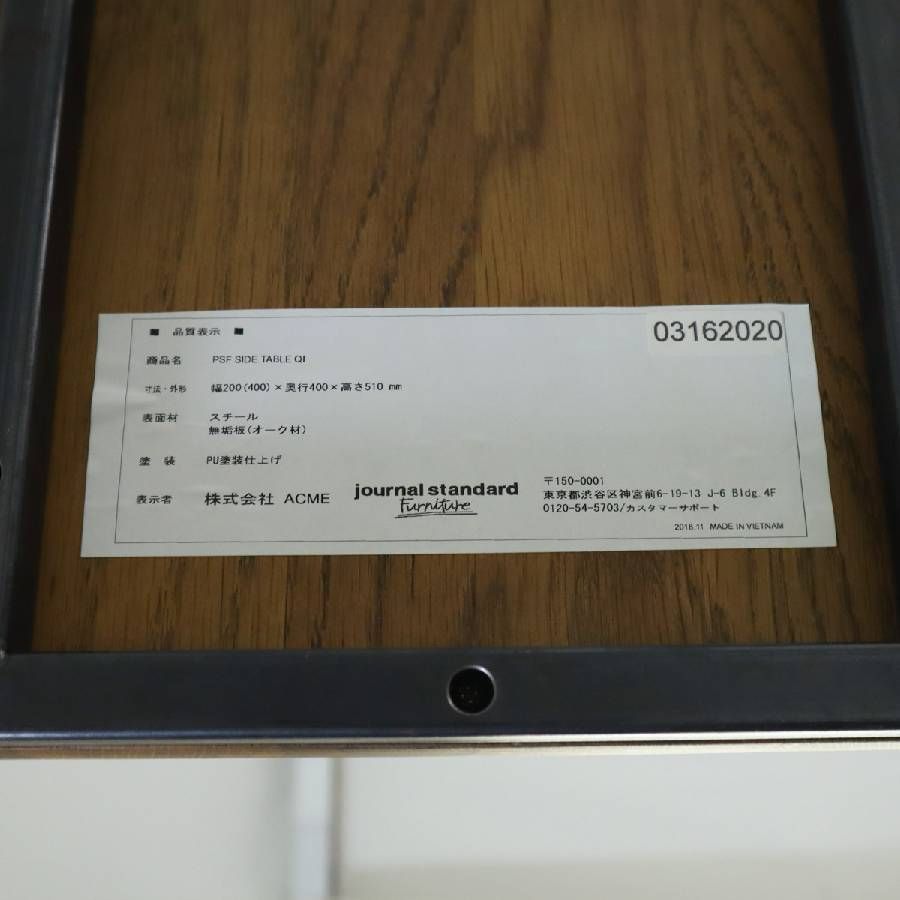 ■ 品質表示 ■
03162020
商品名 PSF SIDE TABLE QI
寸法・外形 幅200(400)×奥行400×高さ510 mm
表面材 スチール
無垢板(オーク材)
塗 装 PU塗装仕上げ
表示者 株式会社 ACME
journal standard
Furniture
〒150-0001
東京都渋谷区神宮前6-19-13 J-6 Bldg. 4F
0120-54-5703/カスタマーサポート
2018.11 MADE IN VIETNAM